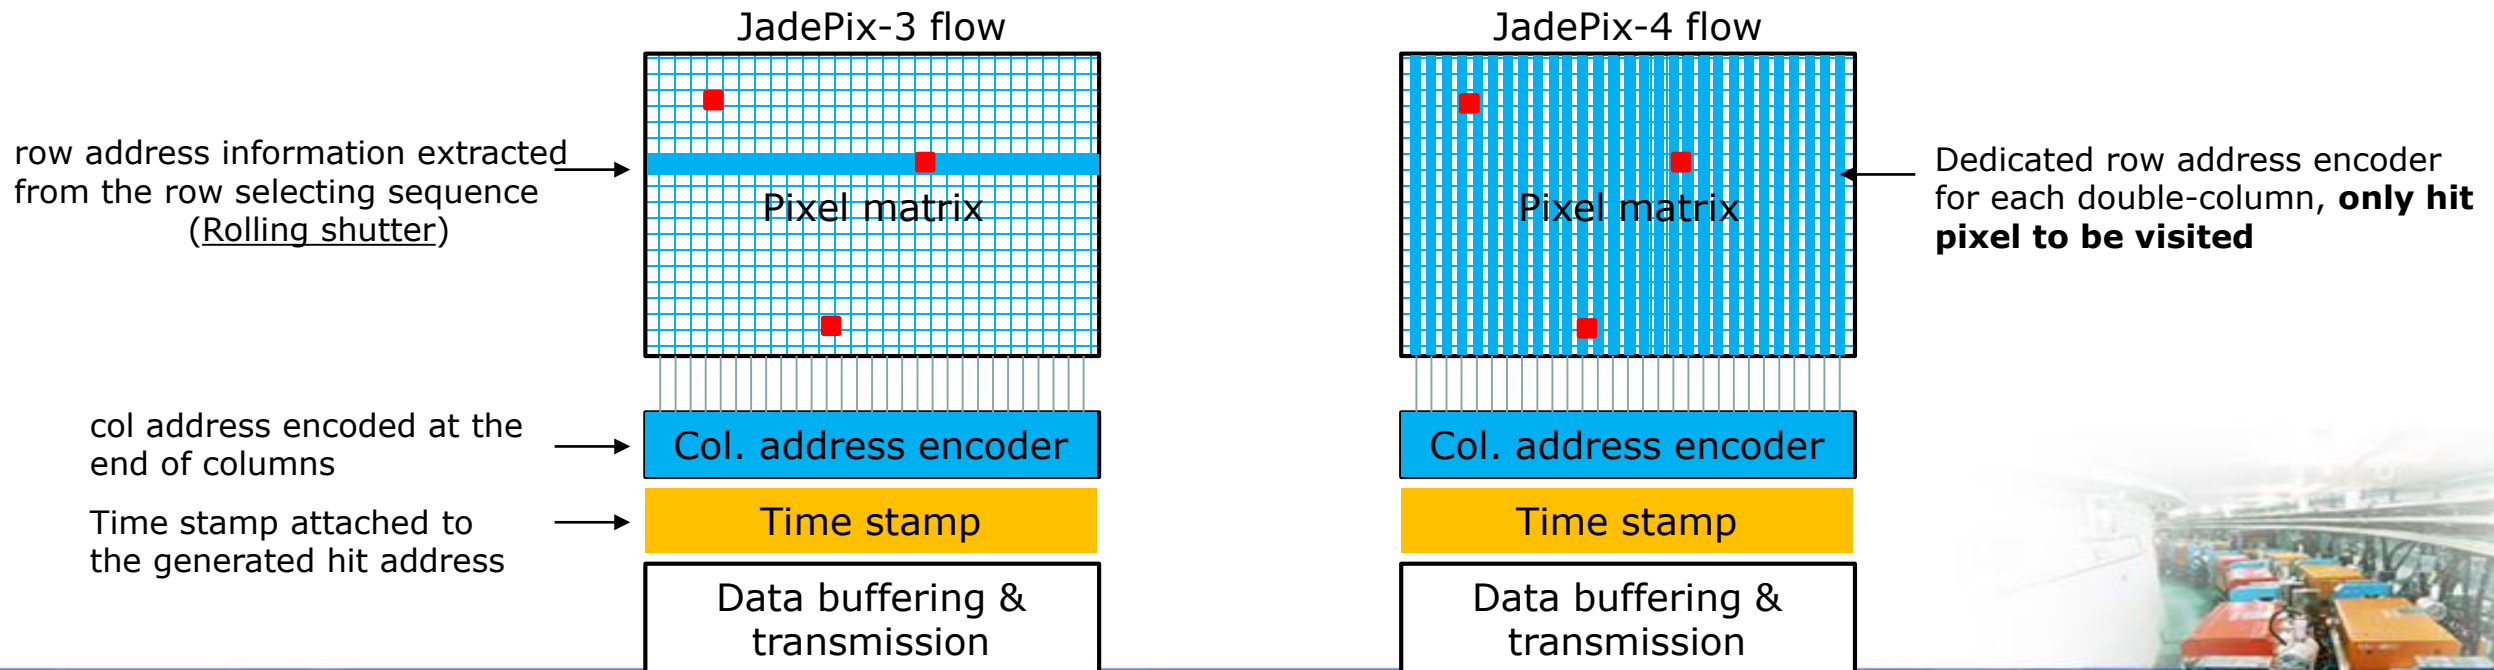 JadePix-3 flow
row address information extracted
from the row selecting sequence
(Rolling shutter)
Pixel matrix
col address encoded at the
end of columns
Col. address encoder
Time stamp attached to
the generated hit address
Time stamp
Data buffering &
transmission
JadePix-4 flow
Pixel matrix
Dedicated row address encoder
for each double-column, only hit
pixel to be visited
Col. address encoder
Time stamp
Data buffering &
transmission